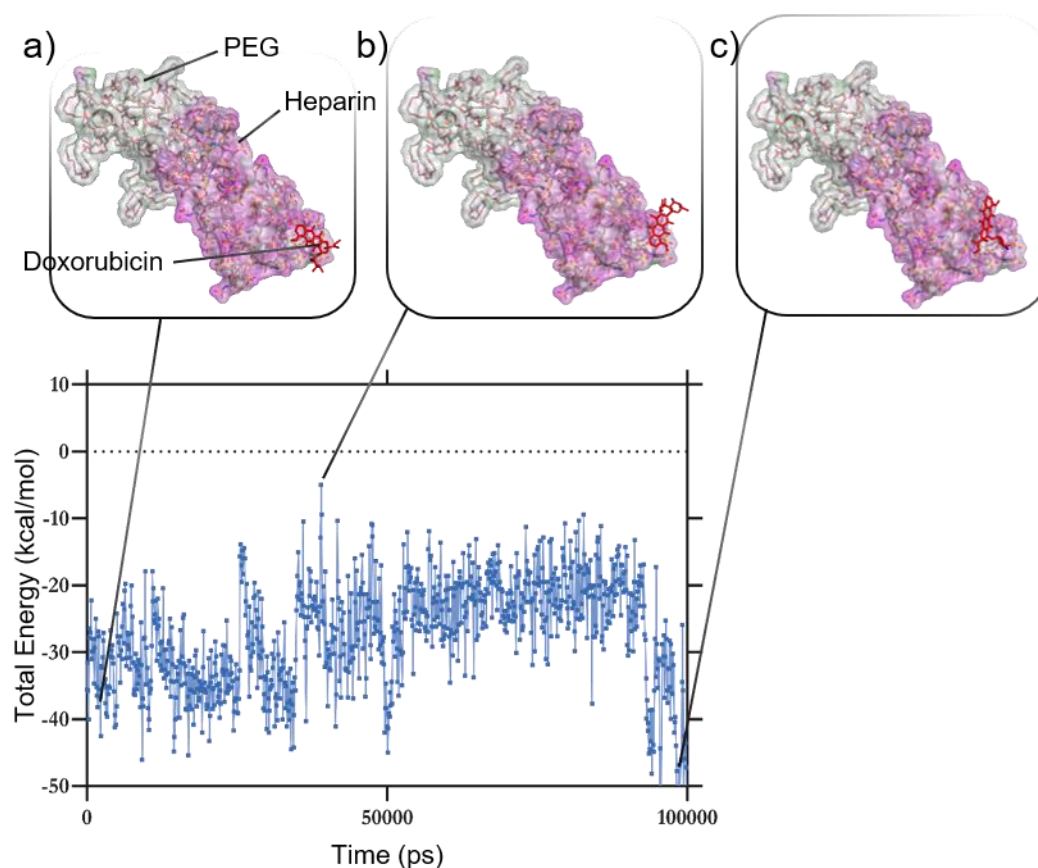 a)
PEG
Heparin
Doxorubicin
b)
c)
10
0
-10
-20
-30
-40
-50
Total Energy (kcal/mol)
0
50000
100000
Time (ps)